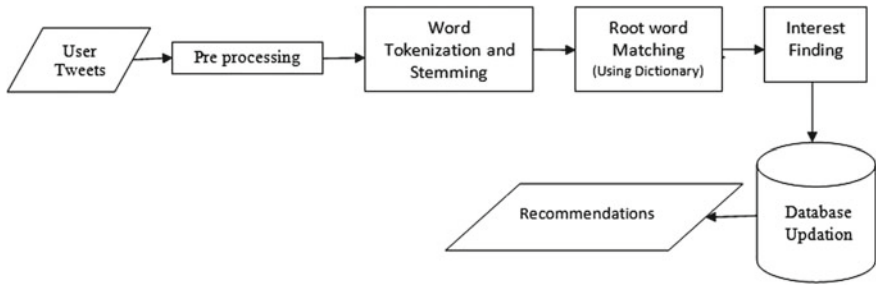 User
Tweets
Pre processing
Word
Tokenization and
Stemming
Root word
Matching
(Using Dictionary)
Interest
Finding
Recommendations
Database
Updation